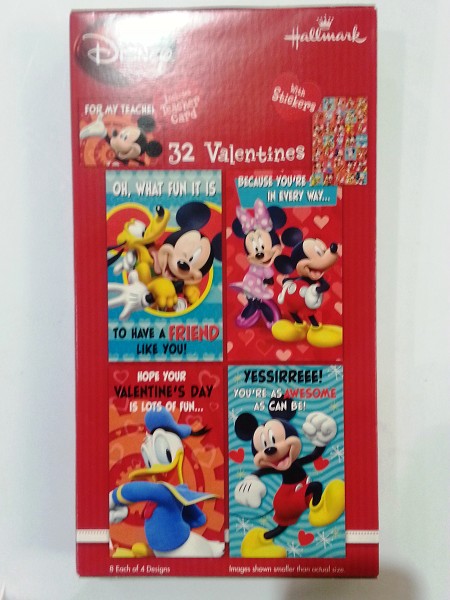 Disney
Hallmark
FOR MY TEACHER
Includes
Teacher
Card
With
Stickers
32 Valentines
OH, WHAT FUN IT IS
TO HAVE A FRIEND
LIKE YOU!
BECAUSE YOU'RE
IN EVERY WAY...
HOPE YOUR
VALENTINE'S DAY
IS LOTS OF FUN...
YESSIRREEE!
YOU'RE AS AWESOME
AS CAN BE!
8 Each of 4 Designs
Images shown smaller than actual size.